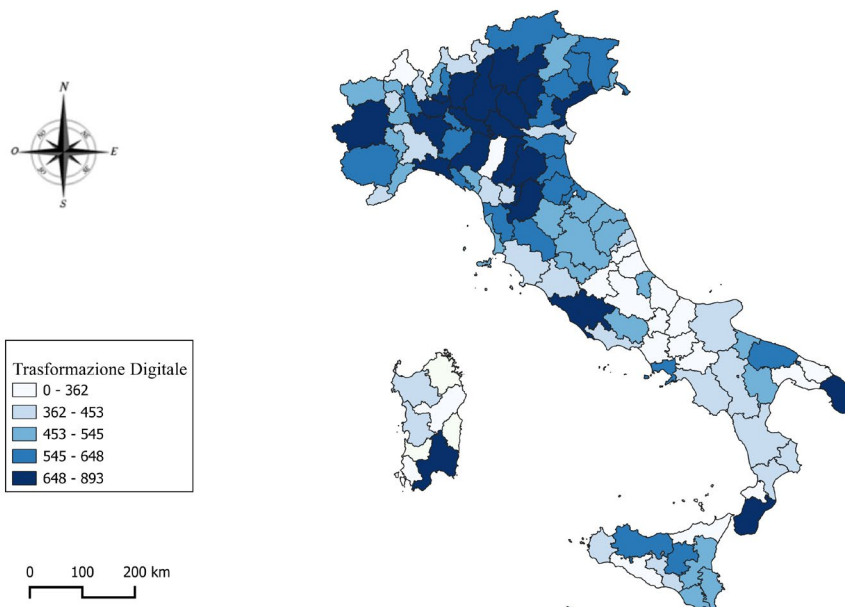 N
O
E
S
Trasformazione Digitale
0 - 362
362 - 453
453 - 545
545 - 648
648 - 893
0 100 200 km